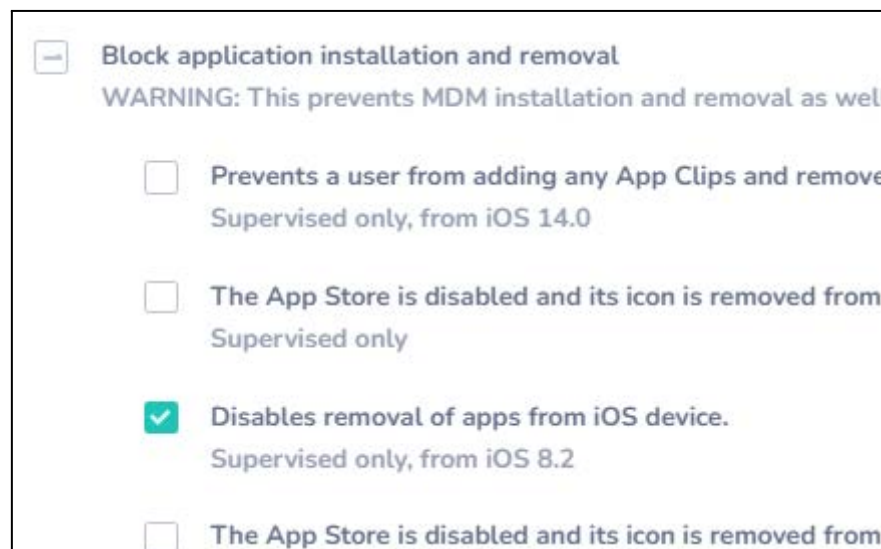 Block application installation and removal
WARNING: This prevents MDM installation and removal as well
Prevents a user from adding any App Clips and remove
Supervised only, from iOS 14.0
The App Store is disabled and its icon is removed from
Supervised only
Disables removal of apps from iOS device.
Supervised only, from iOS 8.2
The App Store is disabled and its icon is removed from